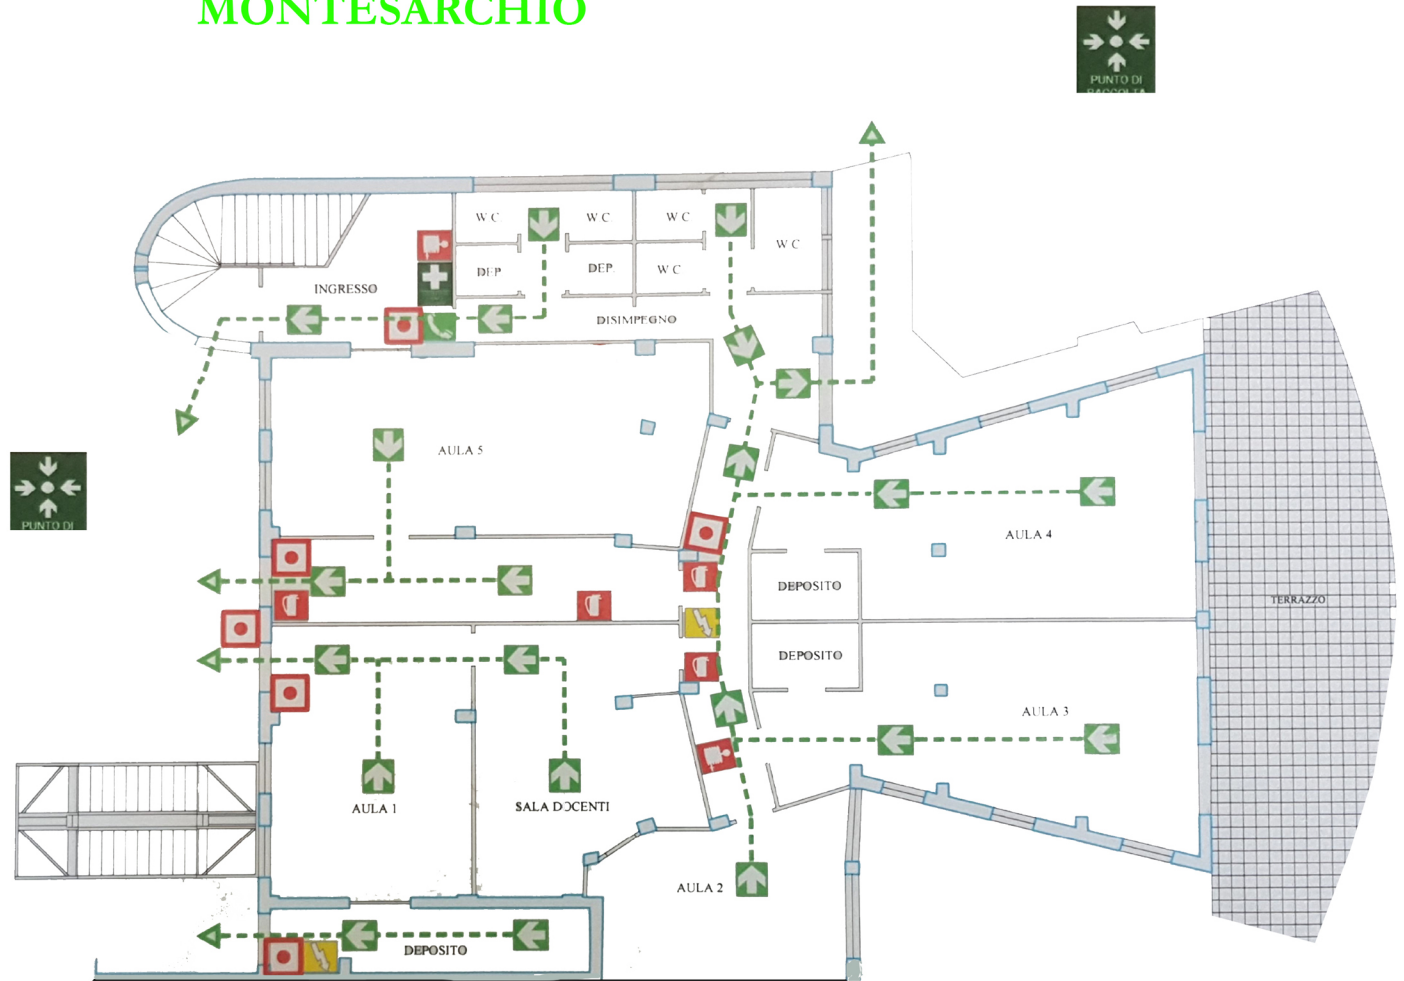 MONTESARCHIO
PUNTO DI
RACCOLTA
W C
W C
W C
W C
DEP
DEP
W C
INGRESSO
DISIMPEGNO
AULA 5
PUNTO DI
AULA 4
DEPOSITO
TERRAZZO
DEPOSITO
AULA 3
AULA 1
SALA DOCENTI
AULA 2
DEPOSITO